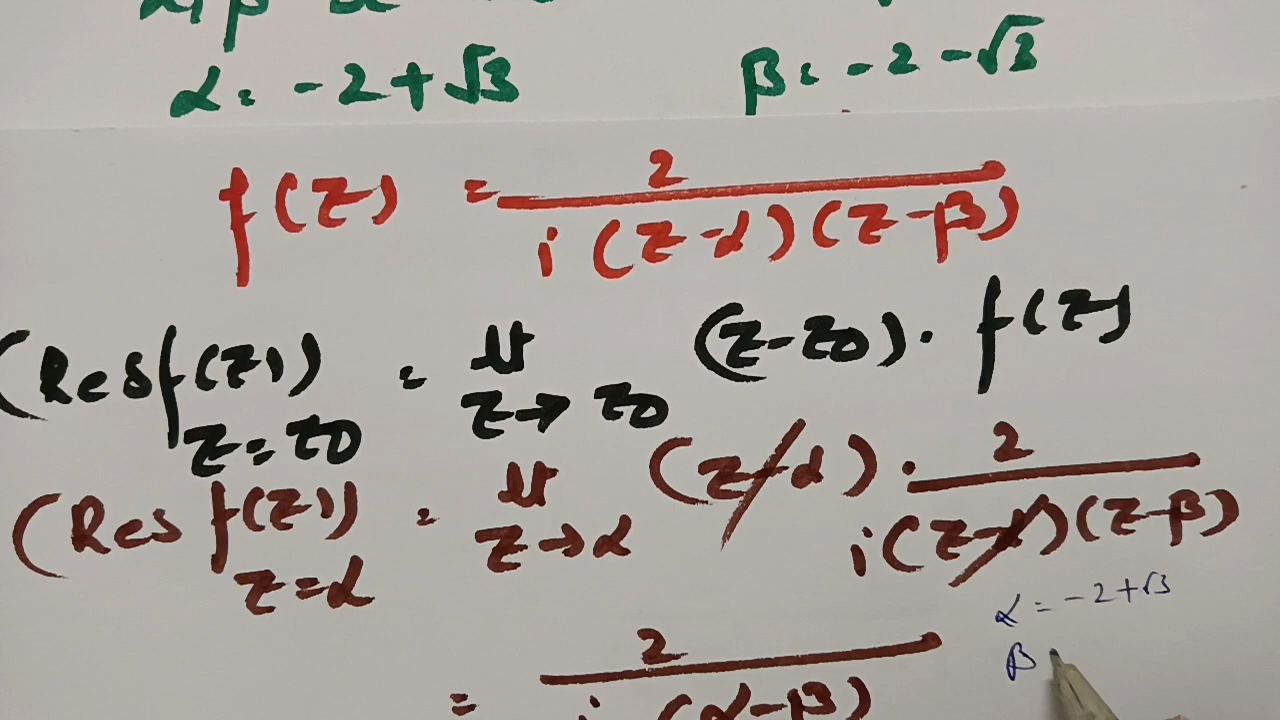 α = -2+√3 β = -2-√3
f(z) = 2 / i(z-α)(z-β)
(Res f(z)) z=z0 = lt z→z0 (z-z0). f(z)
(Res f(z)) z=α = lt z→α (z-α). 2 / i(z-α)(z-β)
α = -2+√3
β
= 2 / i(α-β)